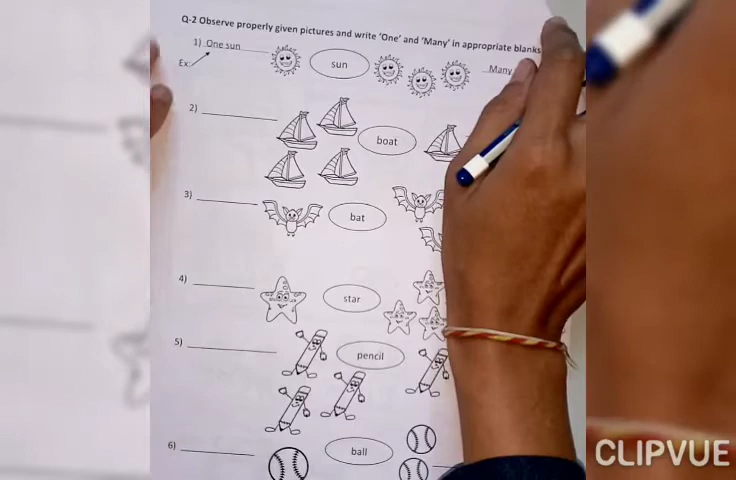 Q-2 Observe properly given pictures and write 'One' and 'Many' in appropriate blanks
1) One sun
sun
Many
Ex:
2)
boat
3)
bat
4)
star
5)
pencil
6)
ball
CLIPVUE